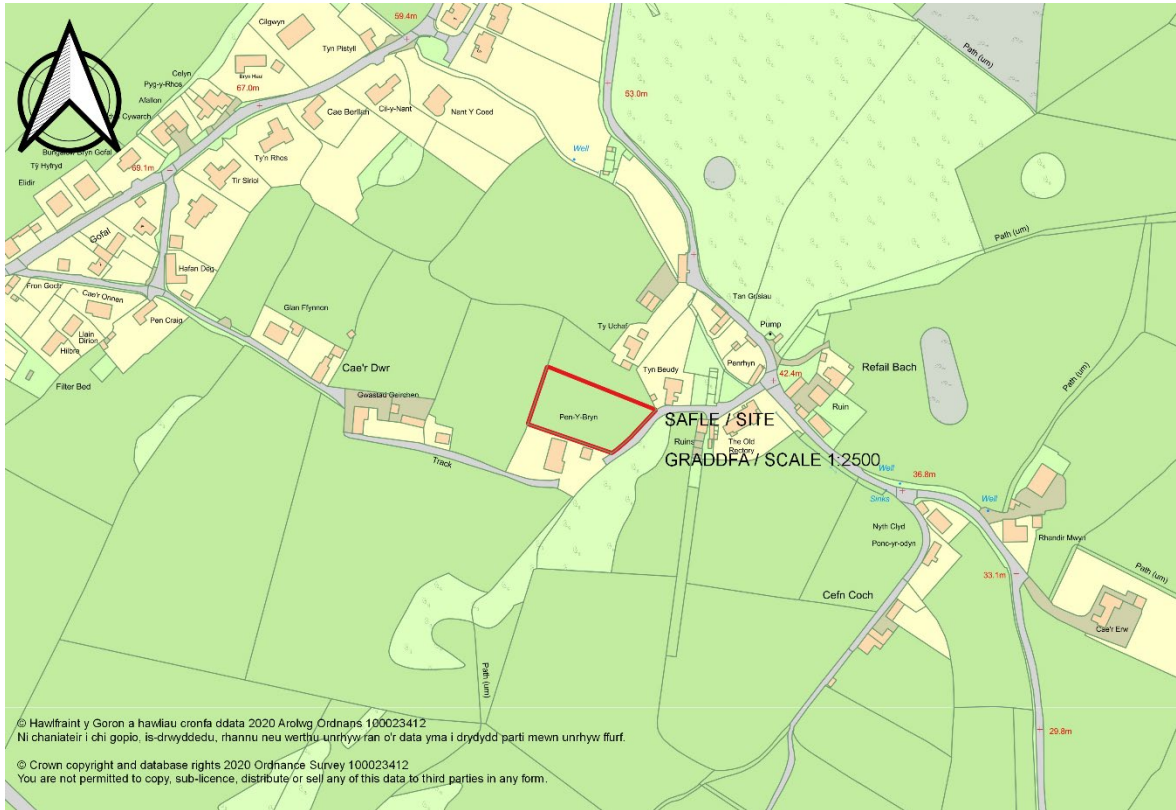 59.4m
Cilgwyn
Tyn Pistyll
53.0m
Path (um)
Bryn Hsul
Celyn
Pyg-y-Rhos
67.0m
Afallon
Cywarch
Cae Berllan
Cil-y-Nant
Nant Y Coed
Bungalow Bryn Gofal
Tŷ Hyfryd
69.1m
Ty'n Rhos
Well
Elidir
Tir Siriol
Gofal
Path (um)
Hafan Deg
Fron Goch
Cae'r Onnen
Pen Craig
Llain
Dirion
Hilbre
Filter Bed
Glan Ffynnon
Tan Graslau
Ty Uchaf
Pump
Cae'r Dwr
Tyn Beudy
Penrhyn
42.4m
Refail Bach
Path (um)
Gwastad Geirchen
Pen-Y-Bryn
SAFLE / SITE
Ruin
Ruins
The Old
Rectory
GRADDFA / SCALE 1:2500
Track
Well
36.8m
Sinks
Well
Nyth Clyd
Ponc-yr-odyn
Rhandir Mwyn
33.1m
Path (um)
Cefn Coch
Cae'r Erw
Path (um)
29.8m
© Hawlfraint y Goron a hawliau cronfa ddata 2020 Arolwg Ordnans 100023412
Ni chaniateir i chi gopio, is-drwyddedu, rhannu neu werthu unrhyw ran o'r data yma i drydydd parti mewn unrhyw ffurf.
© Crown copyright and database rights 2020 Ordnance Survey 100023412
You are not permitted to copy, sub-licence, distribute or sell any of this data to third parties in any form.